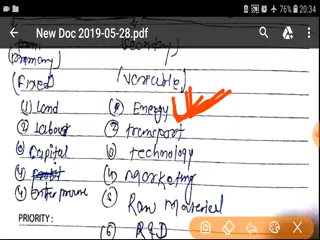 20:34
76%
New Doc 2019-05-28.pdf
Primary
(Fixed (Variable)
(1) Land (1) Energy
(2) Labour (2) transport
(3) Capital (3) technology
(4) Marketing
(4) Enterprise (5) Raw Material
PRIORITY: (6) R&D